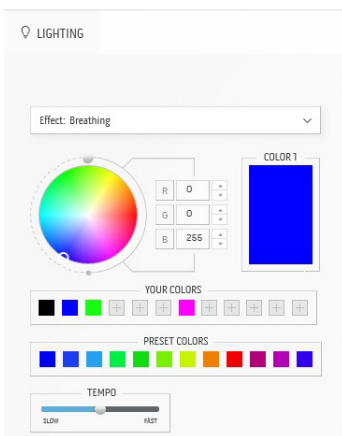 LIGHTING
Effect: Breathing
COLOR 1
R 0
G 0
B 255
YOUR COLORS
PRESET COLORS
TEMPO
SLOW FAST